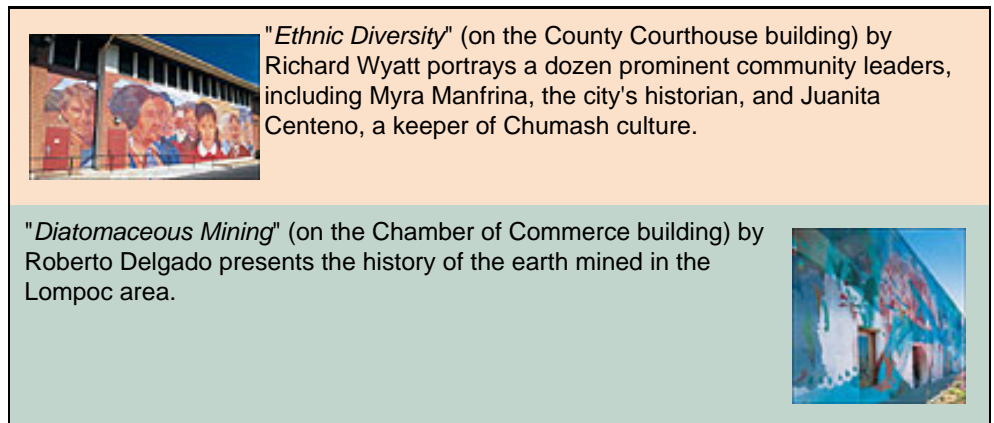 "Ethnic Diversity" (on the County Courthouse building) by
Richard Wyatt portrays a dozen prominent community leaders,
including Myra Manfrina, the city's historian, and Juanita
Centeno, a keeper of Chumash culture.
"Diatomaceous Mining" (on the Chamber of Commerce building) by
Roberto Delgado presents the history of the earth mined in the
Lompoc area.